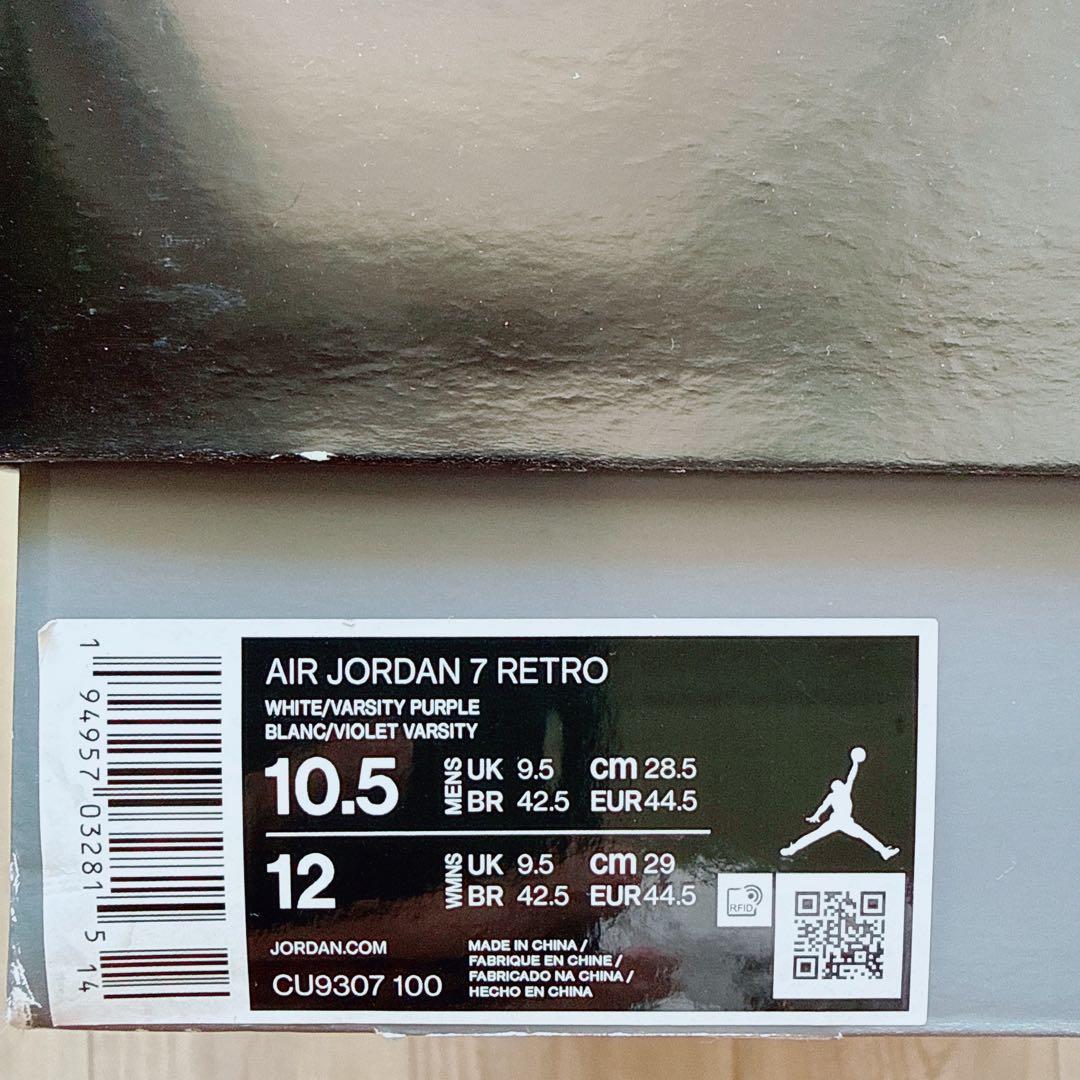 1 94957 03281 5 14
AIR JORDAN 7 RETRO
WHITE/VARSITY PURPLE
BLANC/VIOLET VARSITY
10.5 MENS UK 9.5 cm 28.5
BR 42.5 EUR 44.5
12 WMNS UK 9.5 cm 29
BR 42.5 EUR 44.5
RFID
JORDAN.COM
CU9307 100
MADE IN CHINA /
FABRIQUE EN CHINE /
FABRICADO NA CHINA /
HECHO EN CHINA